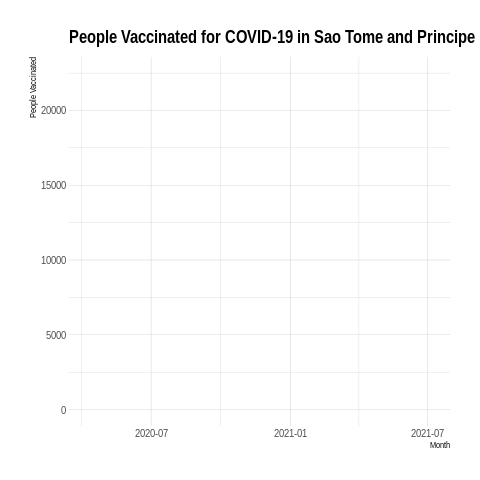 People Vaccinated for COVID-19 in Sao Tome and Principe
People Vaccinated
20000
15000
10000
5000
0
2020-07 2021-01 2021-07
Month